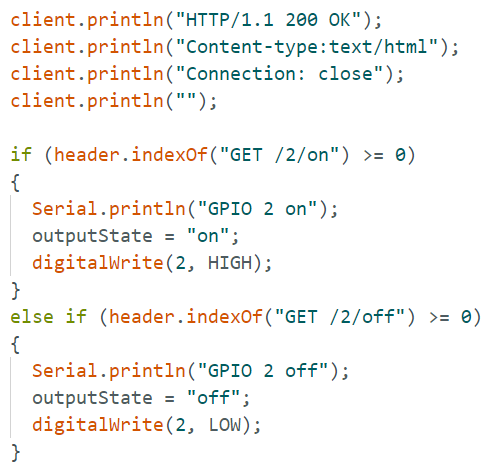 client.println("HTTP/1.1 200 OK");
client.println("Content-type:text/html");
client.println("Connection: close");
client.println("");

if (header.indexOf("GET /2/on") >= 0)
{
  Serial.println("GPIO 2 on");
  outputState = "on";
  digitalWrite(2, HIGH);
}
else if (header.indexOf("GET /2/off") >= 0)
{
  Serial.println("GPIO 2 off");
  outputState = "off";
  digitalWrite(2, LOW);
}